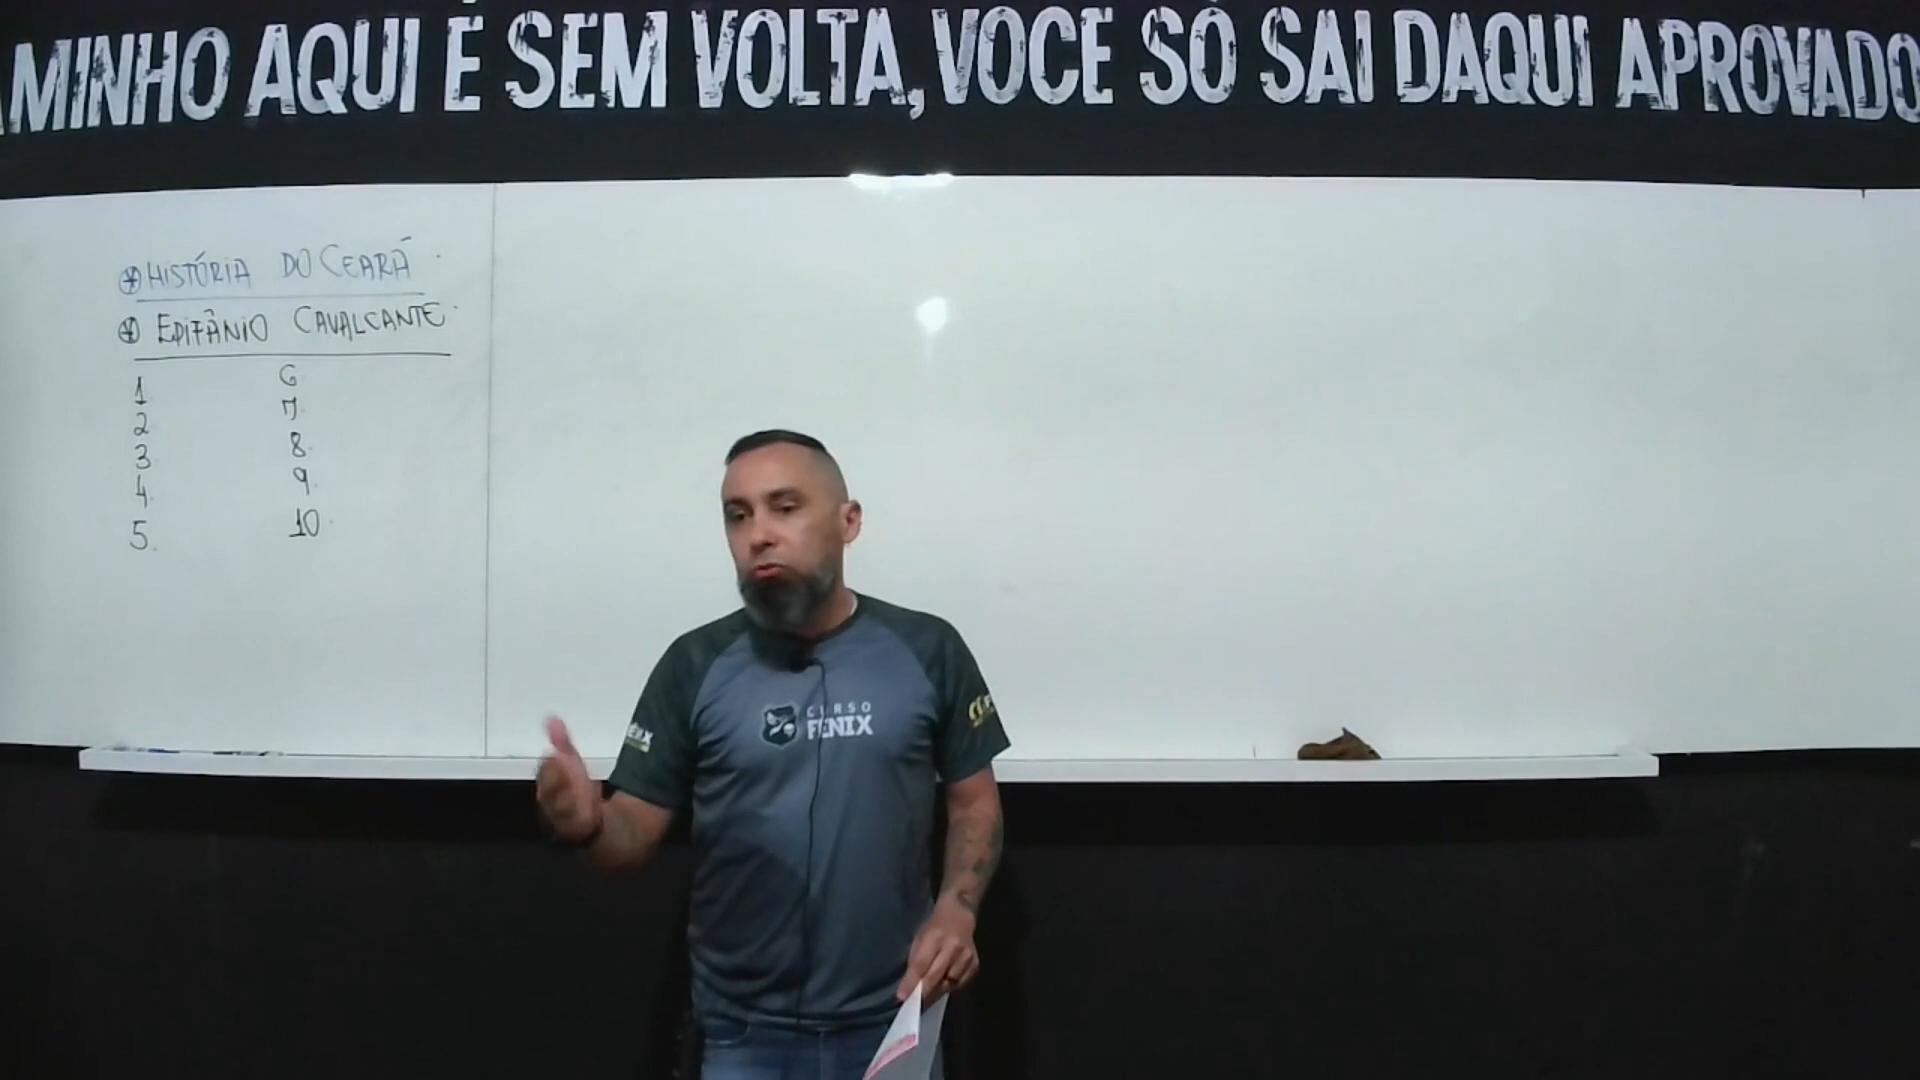 AMINHO AQUI É SEM VOLTA, VOCE SÓ SAI DAQUI APROVADO
HISTÓRIA DO CEARÁ
EPIFÂNIO CAVALCANTE
1 6
2 7
3 8
4 9
5 10
CURSO
FENIX